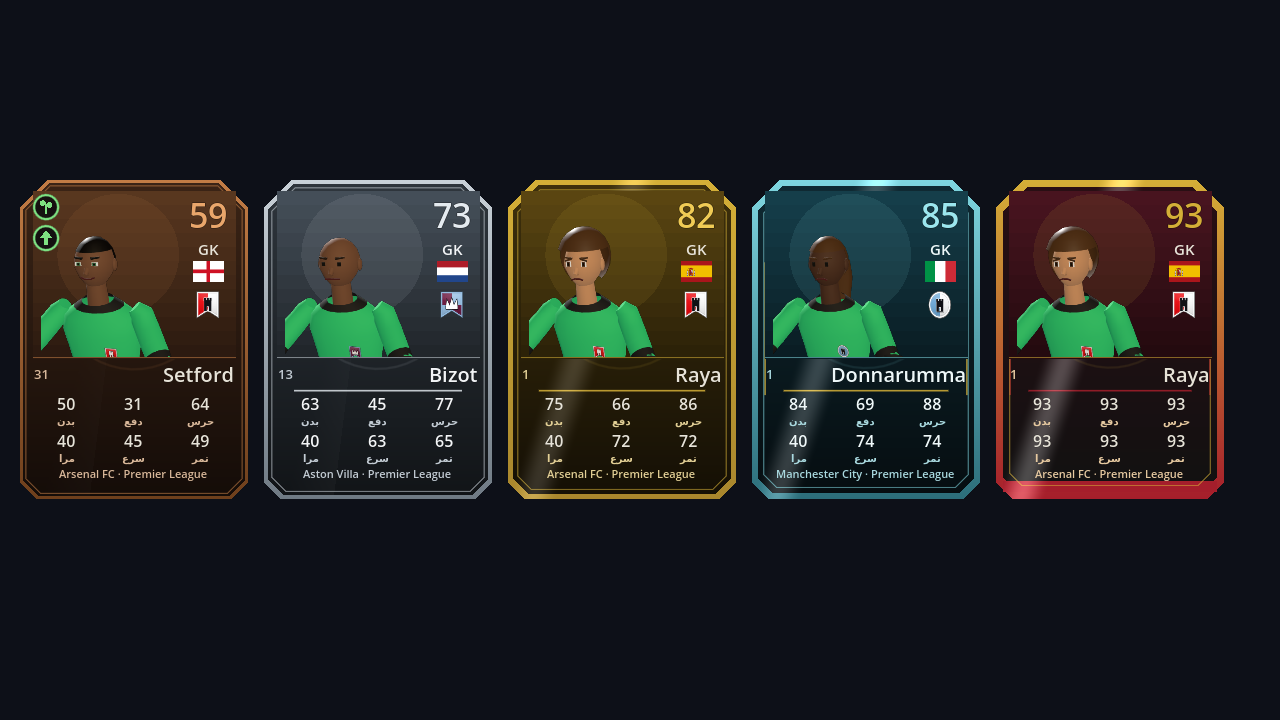 59
GK
31 Setford
50 31 64
بدن دفع حرس
40 45 49
مرا سرع تمر
Arsenal FC · Premier League
73
GK
13 Bizot
63 45 77
بدن دفع حرس
40 63 65
مرا سرع تمر
Aston Villa · Premier League
82
GK
1 Raya
75 66 86
بدن دفع حرس
40 72 72
مرا سرع تمر
Arsenal FC · Premier League
85
GK
1 Donnarumma
84 69 88
بدن دفع حرس
40 74 74
مرا سرع تمر
Manchester City · Premier League
93
GK
1 Raya
93 93 93
بدن دفع حرس
93 93 93
مرا سرع تمر
Arsenal FC · Premier League